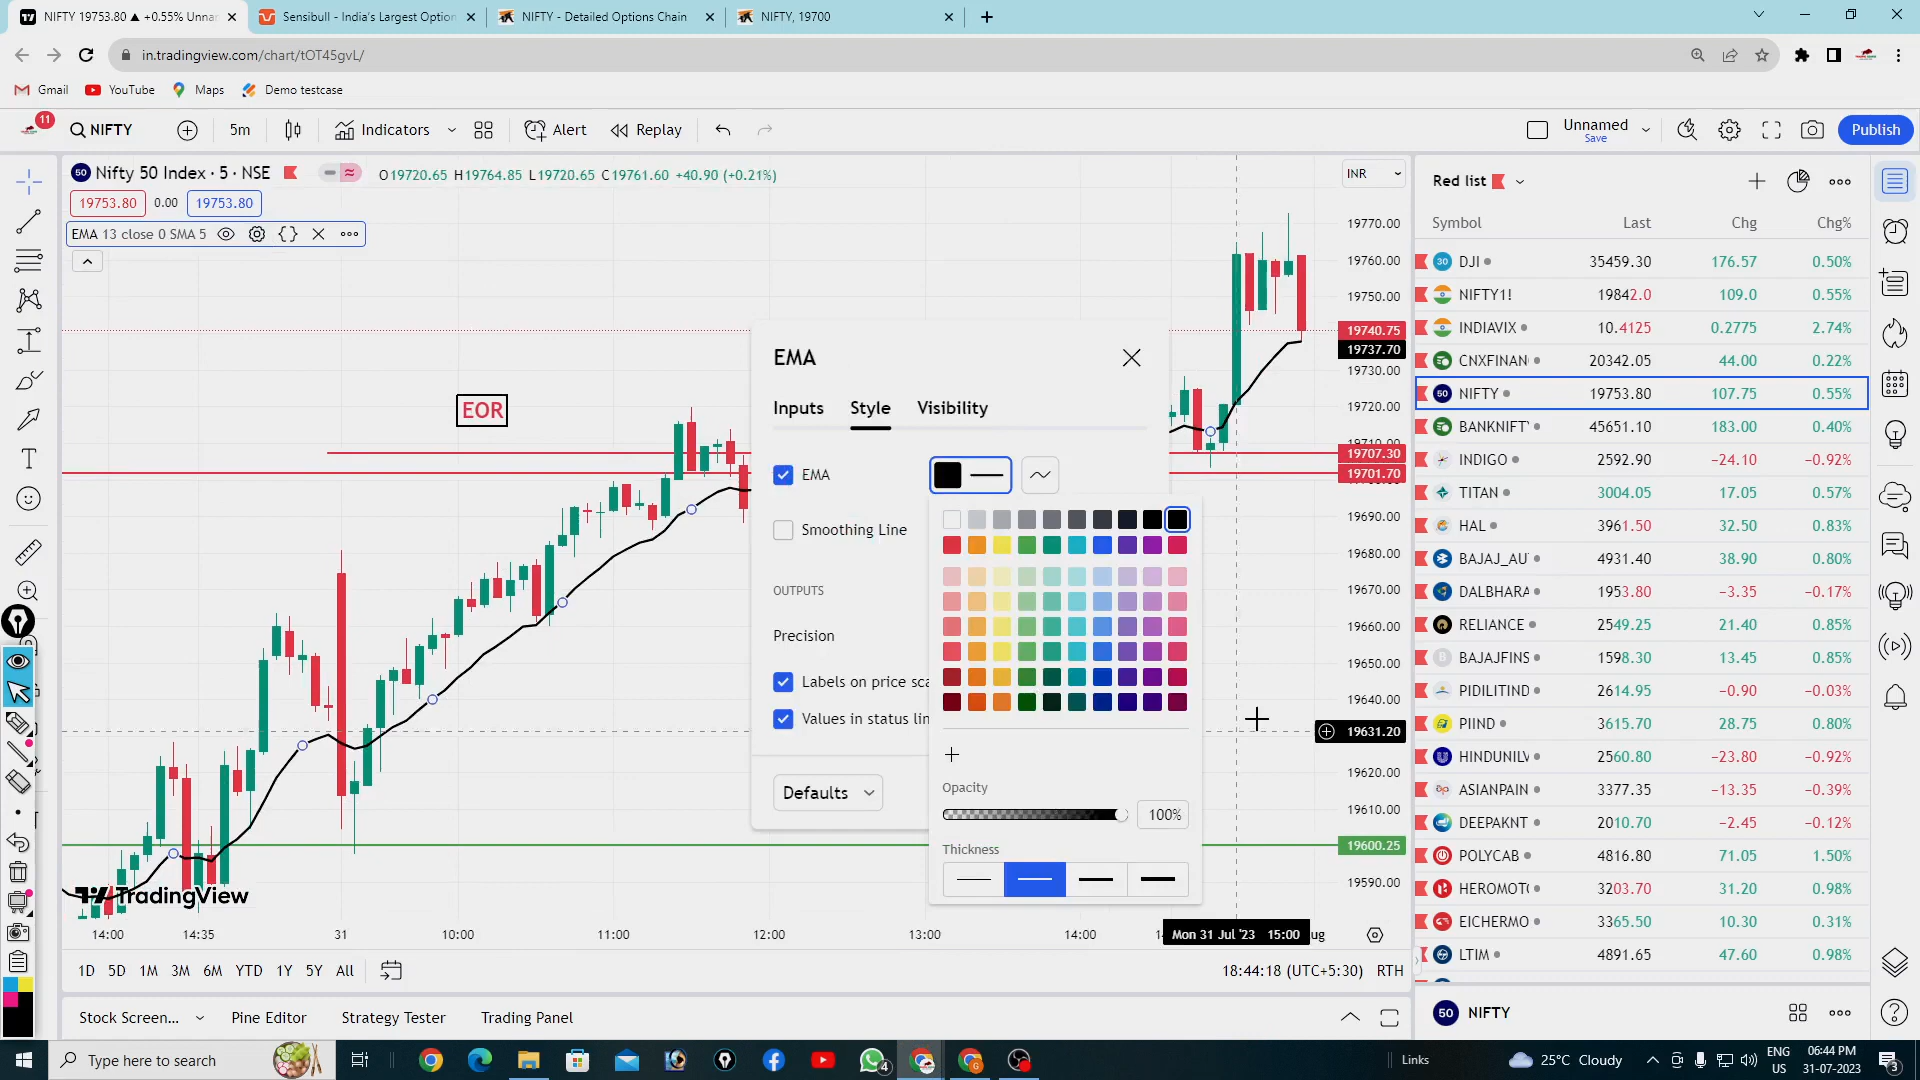 NIFTY 19753.80 ▲ +0.55% Unnar
Sensibull - India's Largest Option
NIFTY - Detailed Options Chain
NIFTY, 19700
in.tradingview.com/chart/tOT45gvL/
Gmail
YouTube
Maps
Demo testcase
11
NIFTY
5m
Indicators
Alert
Replay
Unnamed
Save
Publish
50 Nifty 50 Index · 5 · NSE
O19720.65 H19764.85 L19720.65 C19761.60 +40.90 (+0.21%)
INR
19753.80 0.00 19753.80
EMA 13 close 0 SMA 5
EOR
EMA
Inputs
Style
Visibility
EMA
Smoothing Line
OUTPUTS
Precision
Labels on price sca
Values in status lin
Defaults
Opacity
100%
Thickness
19770.00
19760.00
19750.00
19740.75
19737.70
19730.00
19720.00
19710.00
19707.30
19701.70
19690.00
19680.00
19670.00
19660.00
19650.00
19640.00
19631.20
19620.00
19610.00
19600.25
19590.00
TradingView
14:00 14:35 31 10:00 11:00 12:00 13:00 14:00 Mon 31 Jul '23 15:00 ug
1D 5D 1M 3M 6M YTD 1Y 5Y All
18:44:18 (UTC+5:30) RTH
Stock Screen... Pine Editor Strategy Tester Trading Panel
Red list
Symbol Last Chg Chg%
30 DJI 35459.30 176.57 0.50%
NIFTY1! 19842.0 109.0 0.55%
INDIAVIX 10.4125 0.2775 2.74%
CNXFINAN 20342.05 44.00 0.22%
50 NIFTY 19753.80 107.75 0.55%
BANKNIFTY 45651.10 183.00 0.40%
INDIGO 2592.90 −24.10 −0.92%
TITAN 3004.05 17.05 0.57%
HAL 3961.50 32.50 0.83%
BAJAJ_AU 4931.40 38.90 0.80%
DALBHARA 1953.80 −3.35 −0.17%
RELIANCE 2549.25 21.40 0.85%
B BAJAJFINS 1598.30 13.45 0.85%
PIDILITIND 2614.95 −0.90 −0.03%
PIIND 3615.70 28.75 0.80%
HINDUNILV 2560.80 −23.80 −0.92%
ASIANPAIN 3377.35 −13.35 −0.39%
DEEPAKNT 2010.70 −2.45 −0.12%
POLYCAB 4816.80 71.05 1.50%
HEROMOTO 3203.70 31.20 0.98%
EICHERMO 3365.50 10.30 0.31%
LTIM 4891.65 47.60 0.98%
50 NIFTY
Type here to search
4
Links
25°C Cloudy
ENG
US
06:44 PM
31-07-2023
3